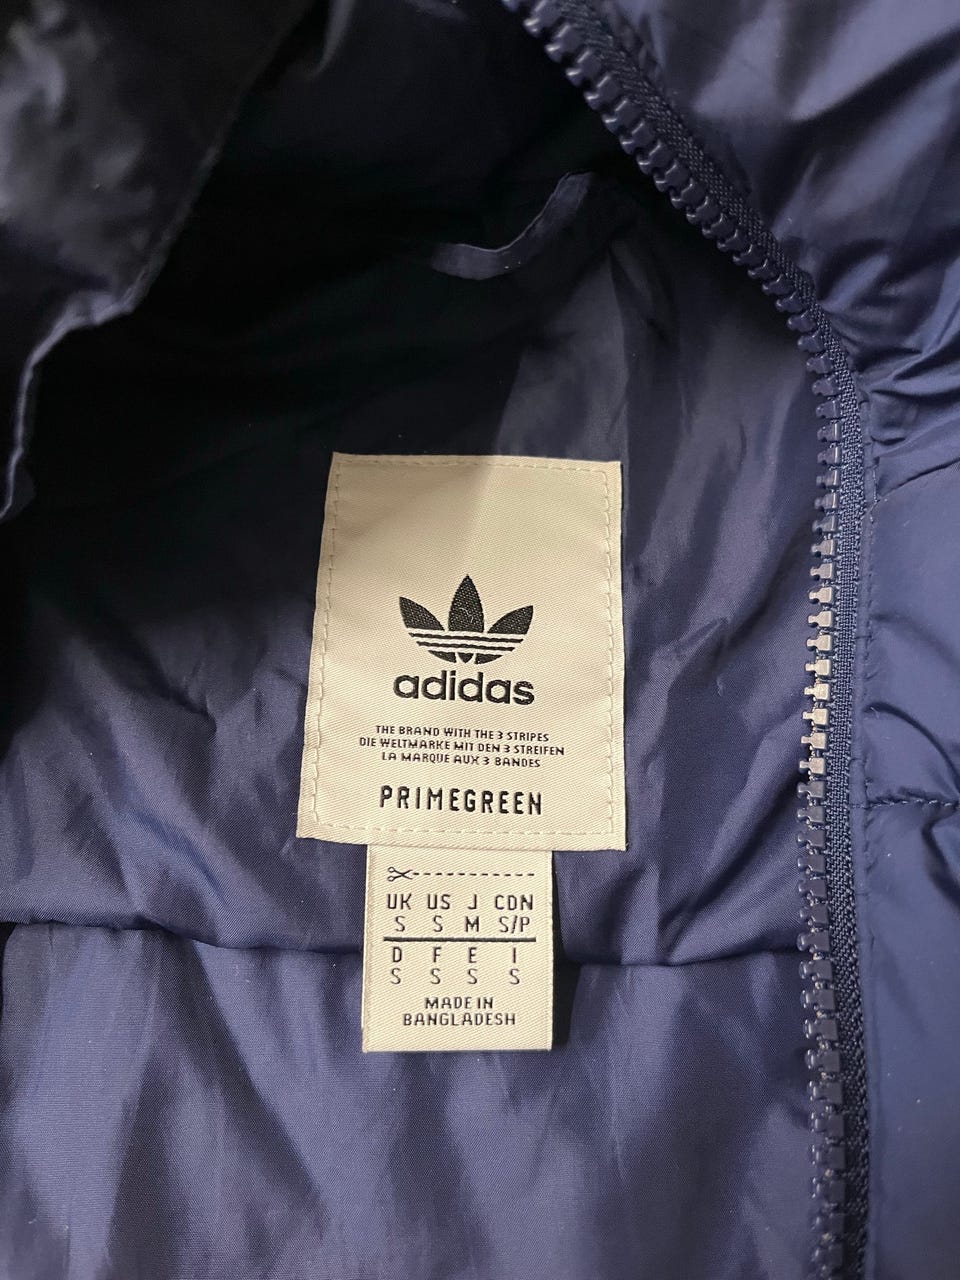 adidas
THE BRAND WITH THE 3 STRIPES
DIE WELTMARKE MIT DEN 3 STREIFEN
LA MARQUE AUX 3 BANDES
PRIMEGREEN
UK US J CDN
S S M S/P
D F E I
S S S S
MADE IN
BANGLADESH